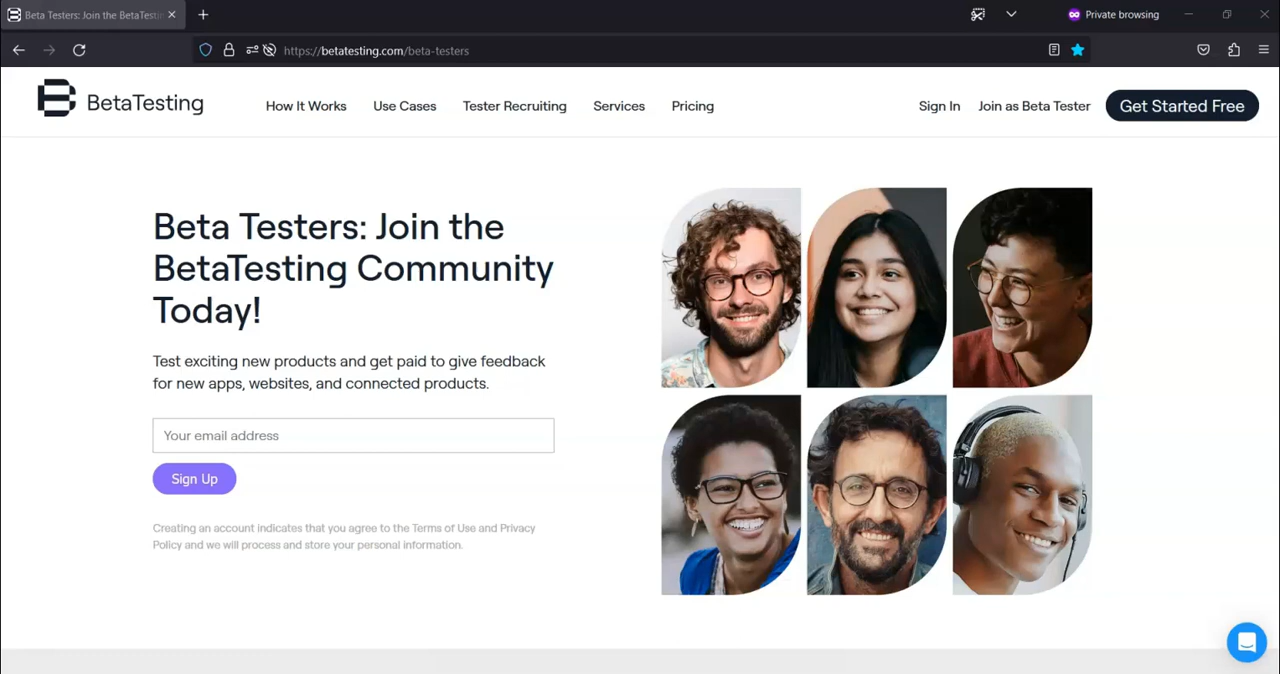 Beta Testers: Join the BetaTestin
Private browsing
https://betatesting.com/beta-testers
BetaTesting
How It Works
Use Cases
Tester Recruiting
Services
Pricing
Sign In
Join as Beta Tester
Get Started Free
Beta Testers: Join the
BetaTesting Community
Today!
Test exciting new products and get paid to give feedback
for new apps, websites, and connected products.
Your email address
Sign Up
Creating an account indicates that you agree to the Terms of Use and Privacy
Policy and we will process and store your personal information.